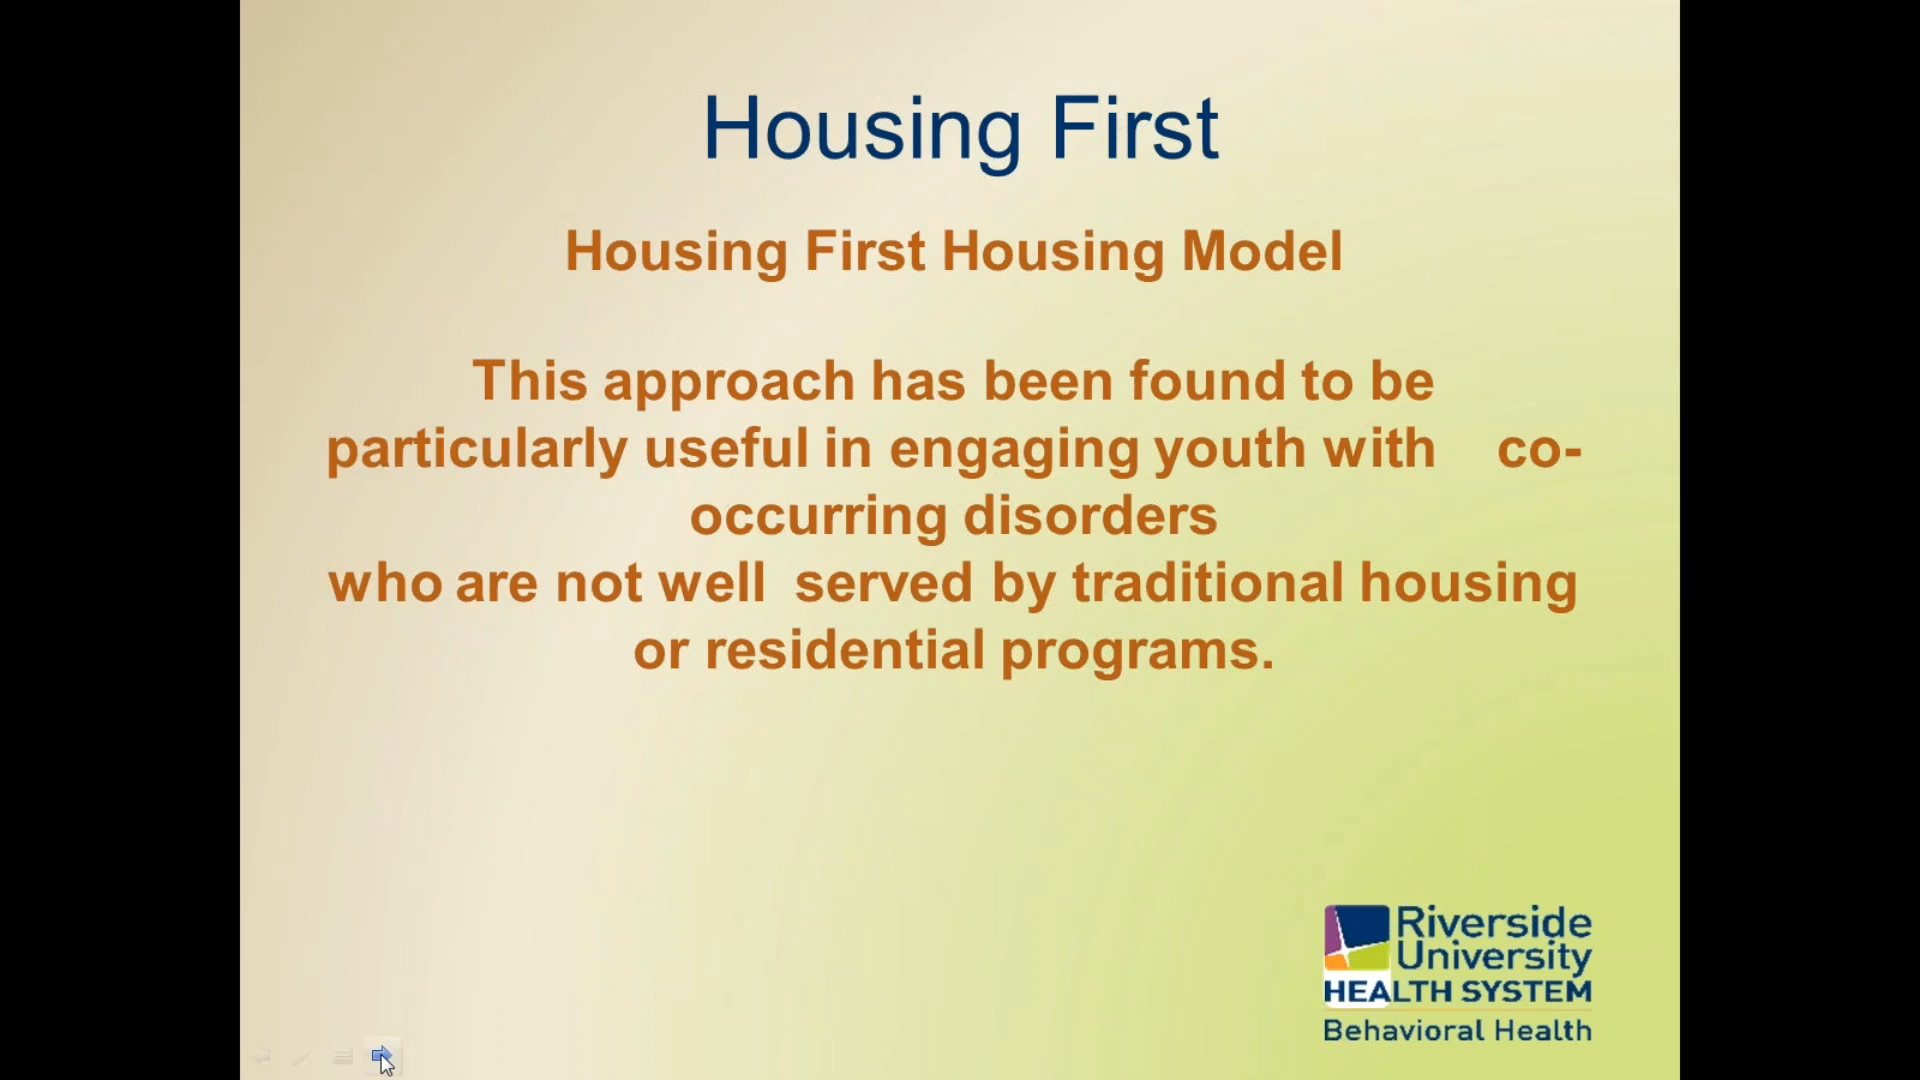 Housing First
Housing First Housing Model
This approach has been found to be
particularly useful in engaging youth with co-
occurring disorders
who are not well served by traditional housing
or residential programs.
Riverside
University
HEALTH SYSTEM
Behavioral Health